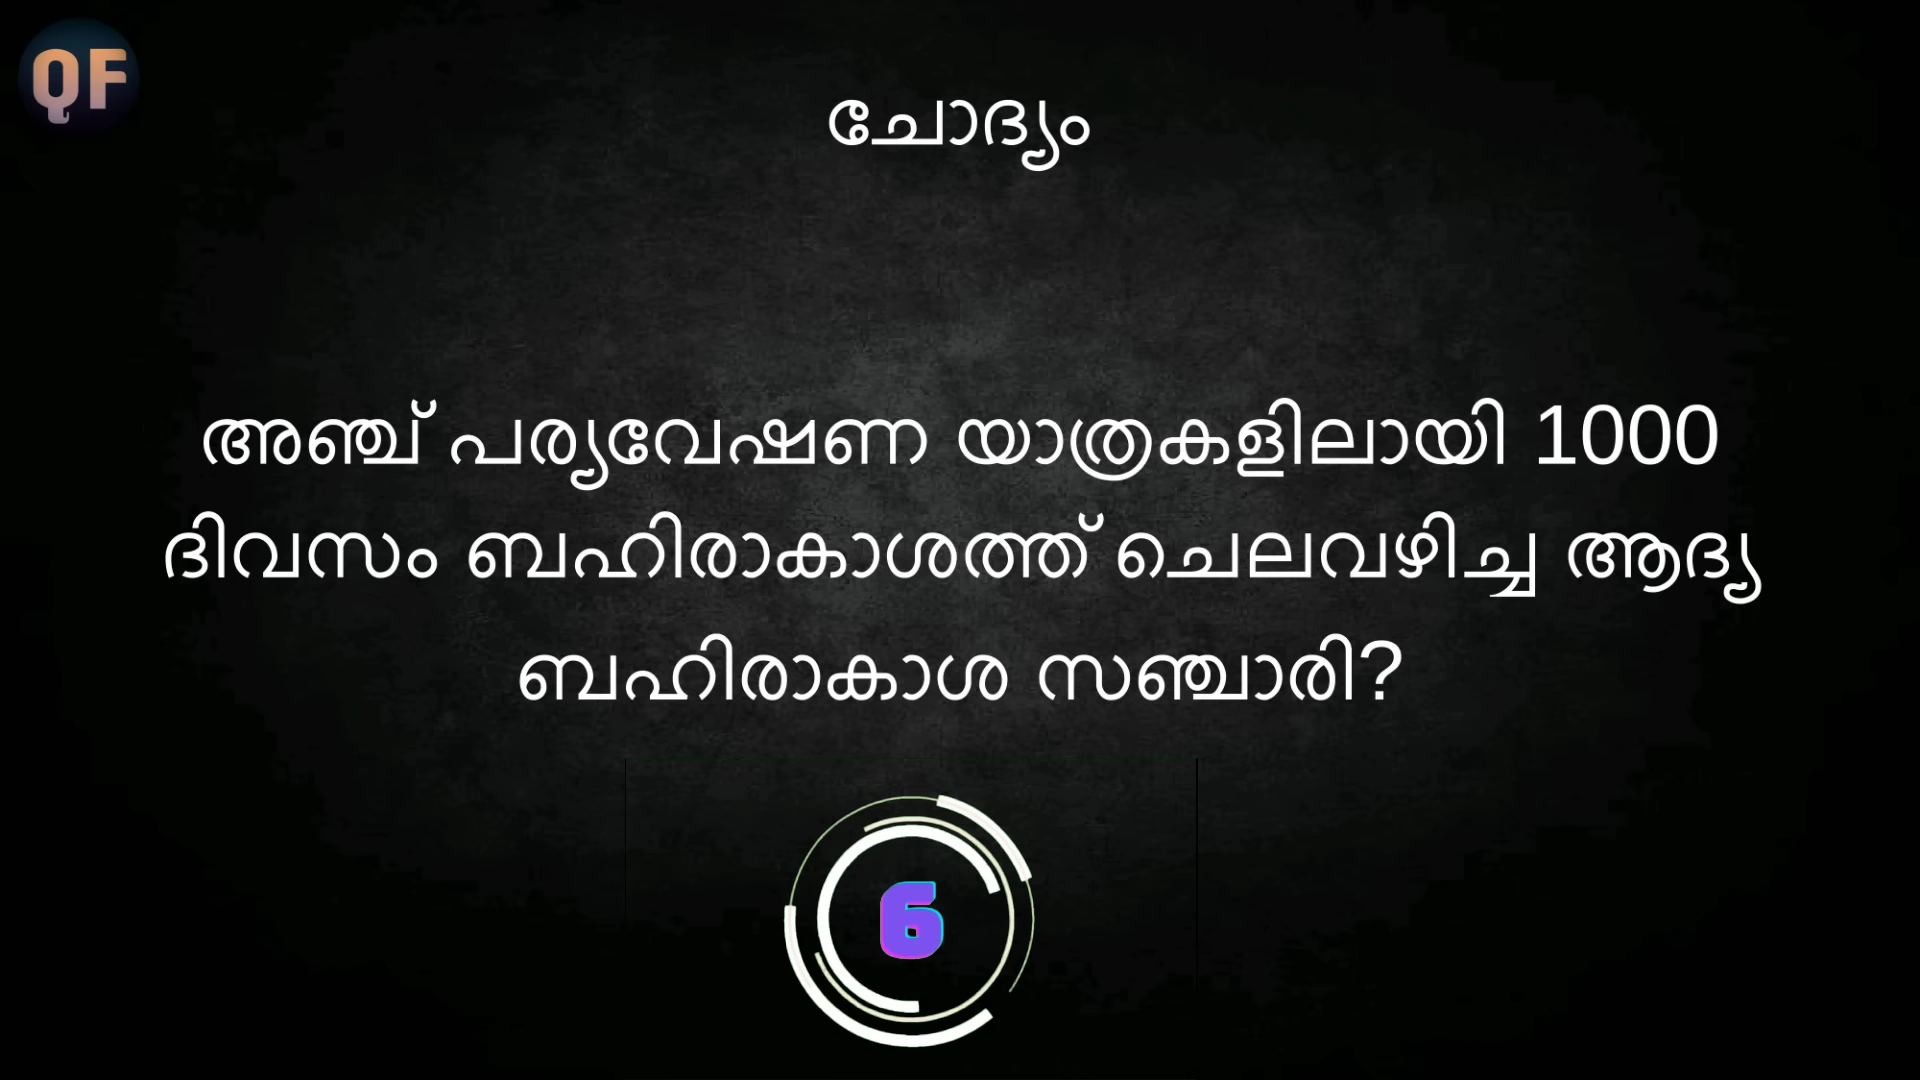 QF
ചോദ്യം
അഞ്ച് പര്യവേഷണ യാത്രകളിലായി 1000
ദിവസം ബഹിരാകാശത്ത് ചെലവഴിച്ച ആദ്യ
ബഹിരാകാശ സഞ്ചാരി?
6